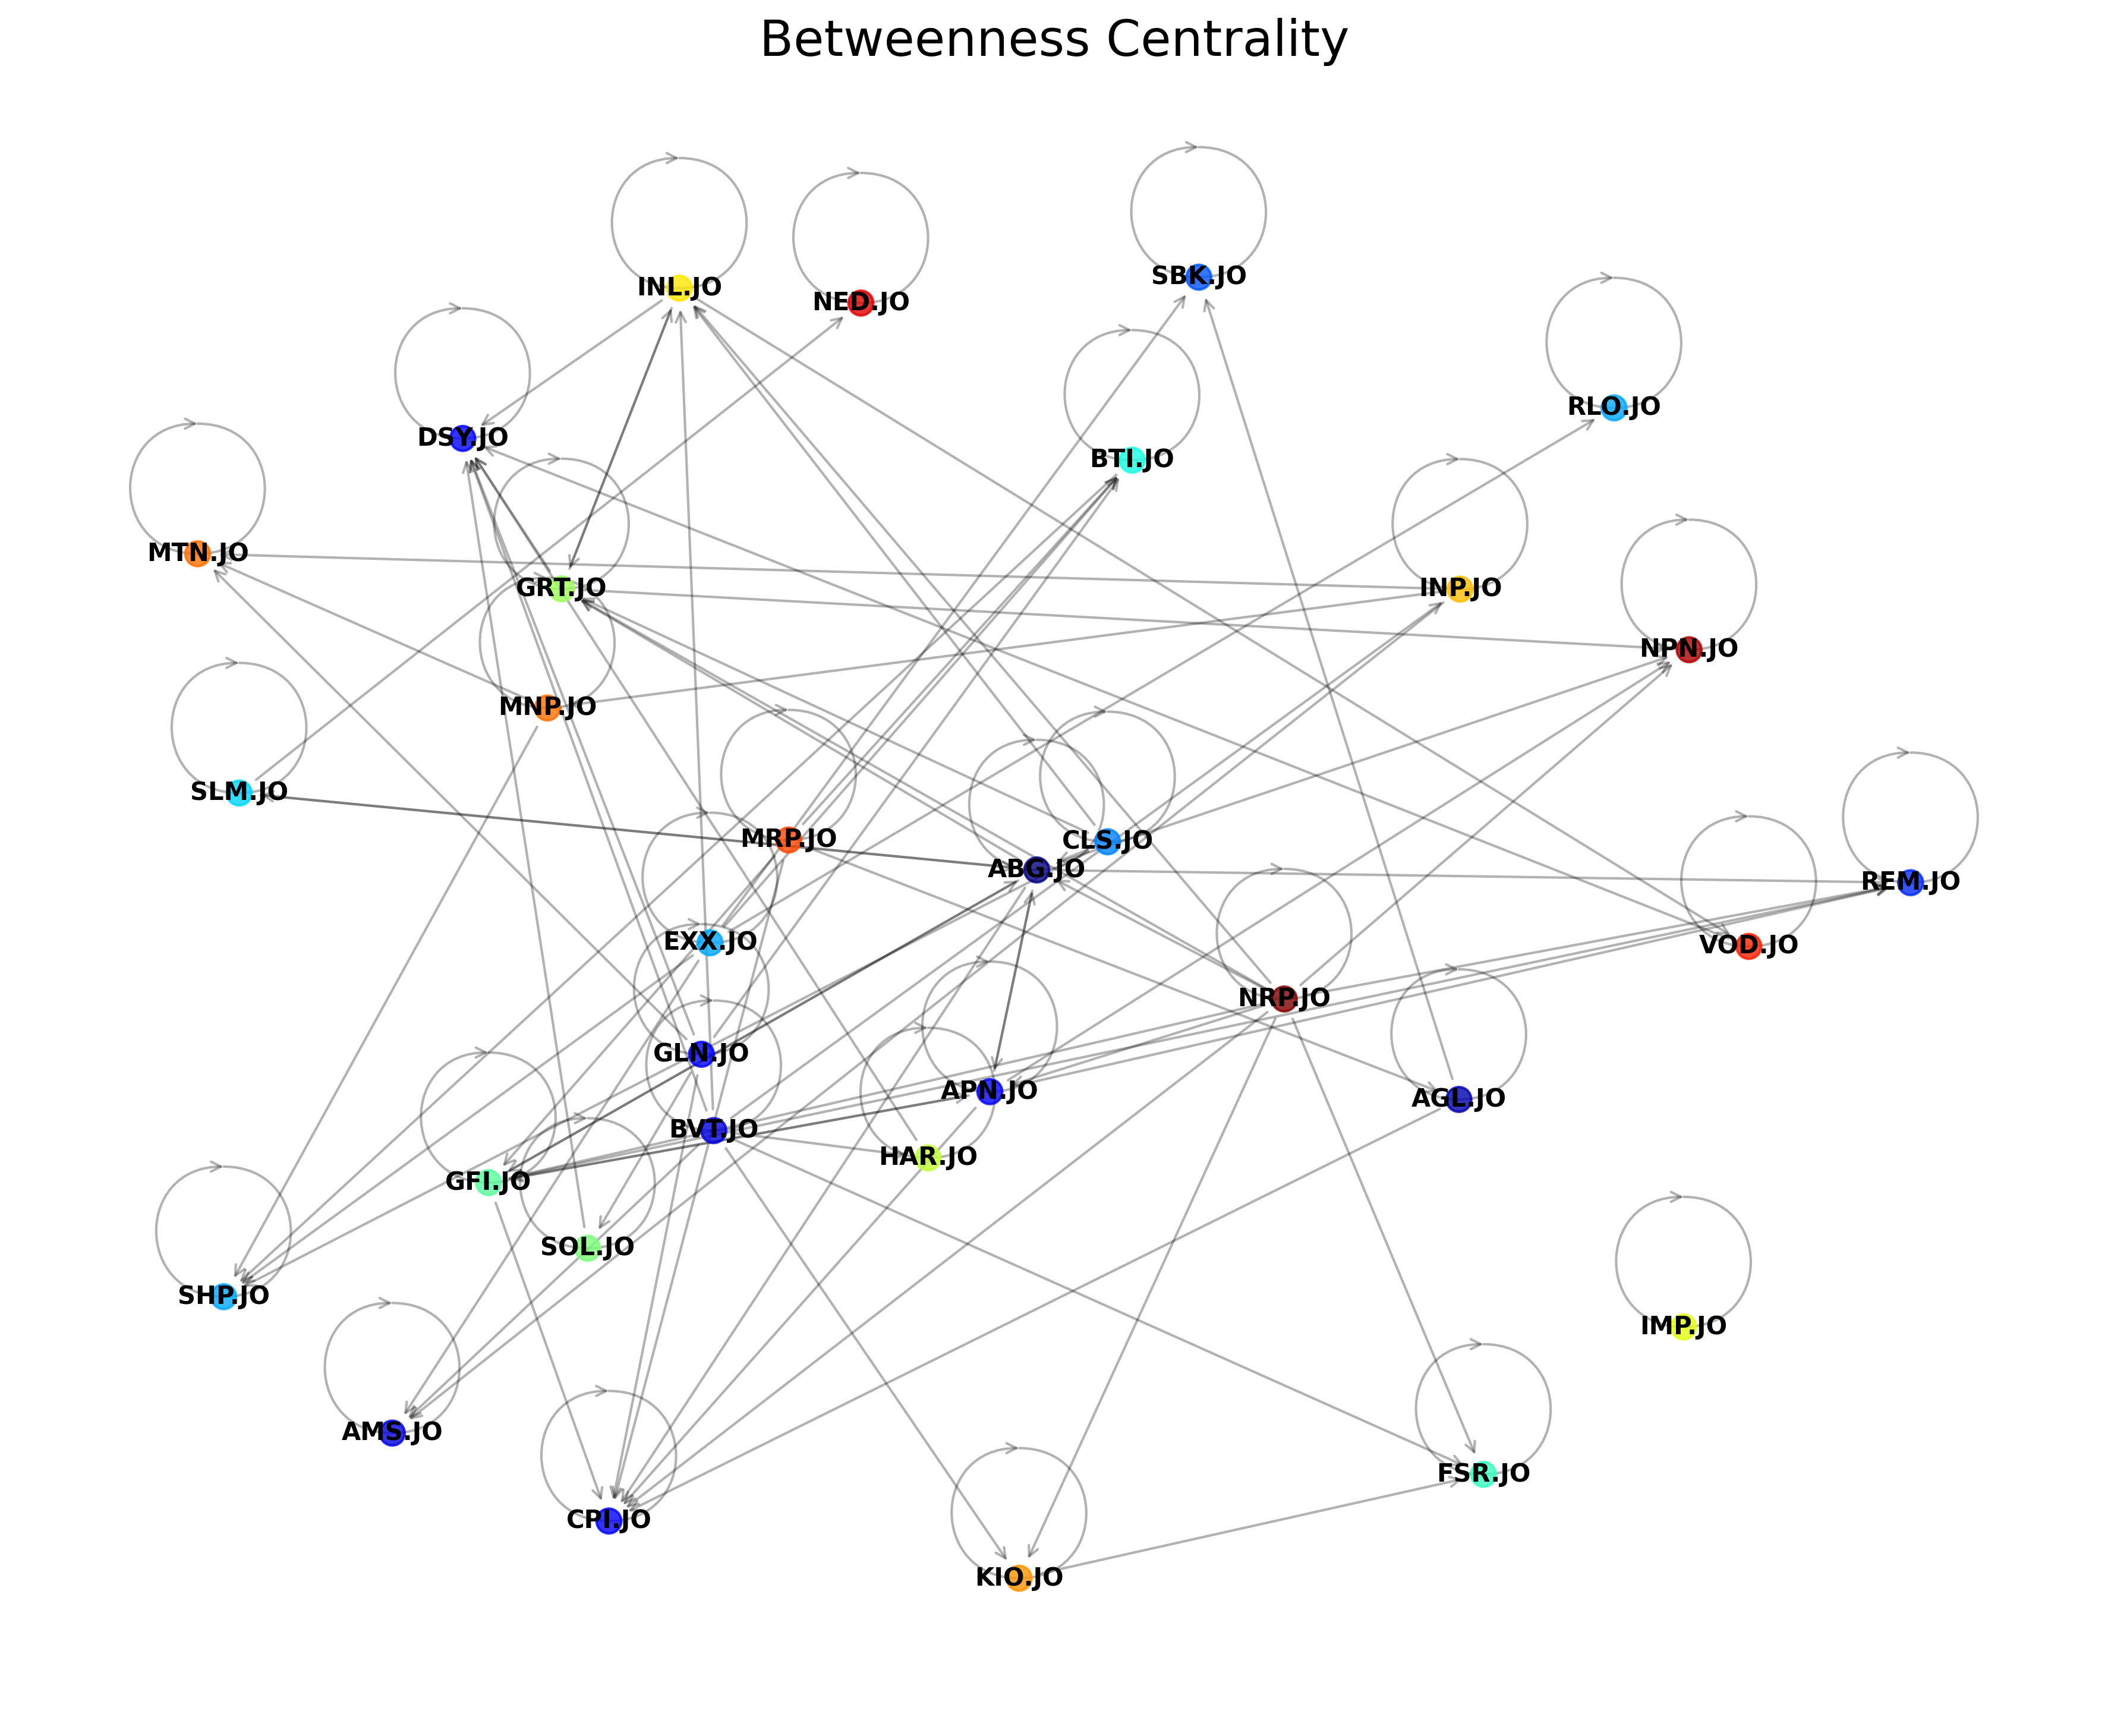 Betweenness Centrality
SBK.JO
INL.JO
NED.JO
RLO.JO
DSY.JO
BTI.JO
MTN.JO
GRT.JO
INP.JO
NPN.JO
MNP.JO
SLM.JO
MRP.JO
CLS.JO
ABG.JO
REM.JO
EXX.JO
VOD.JO
NRP.JO
GLN.JO
APN.JO
AGL.JO
BVT.JO
HAR.JO
GFI.JO
SOL.JO
SHP.JO
IMP.JO
AMS.JO
FSR.JO
CPI.JO
KIO.JO